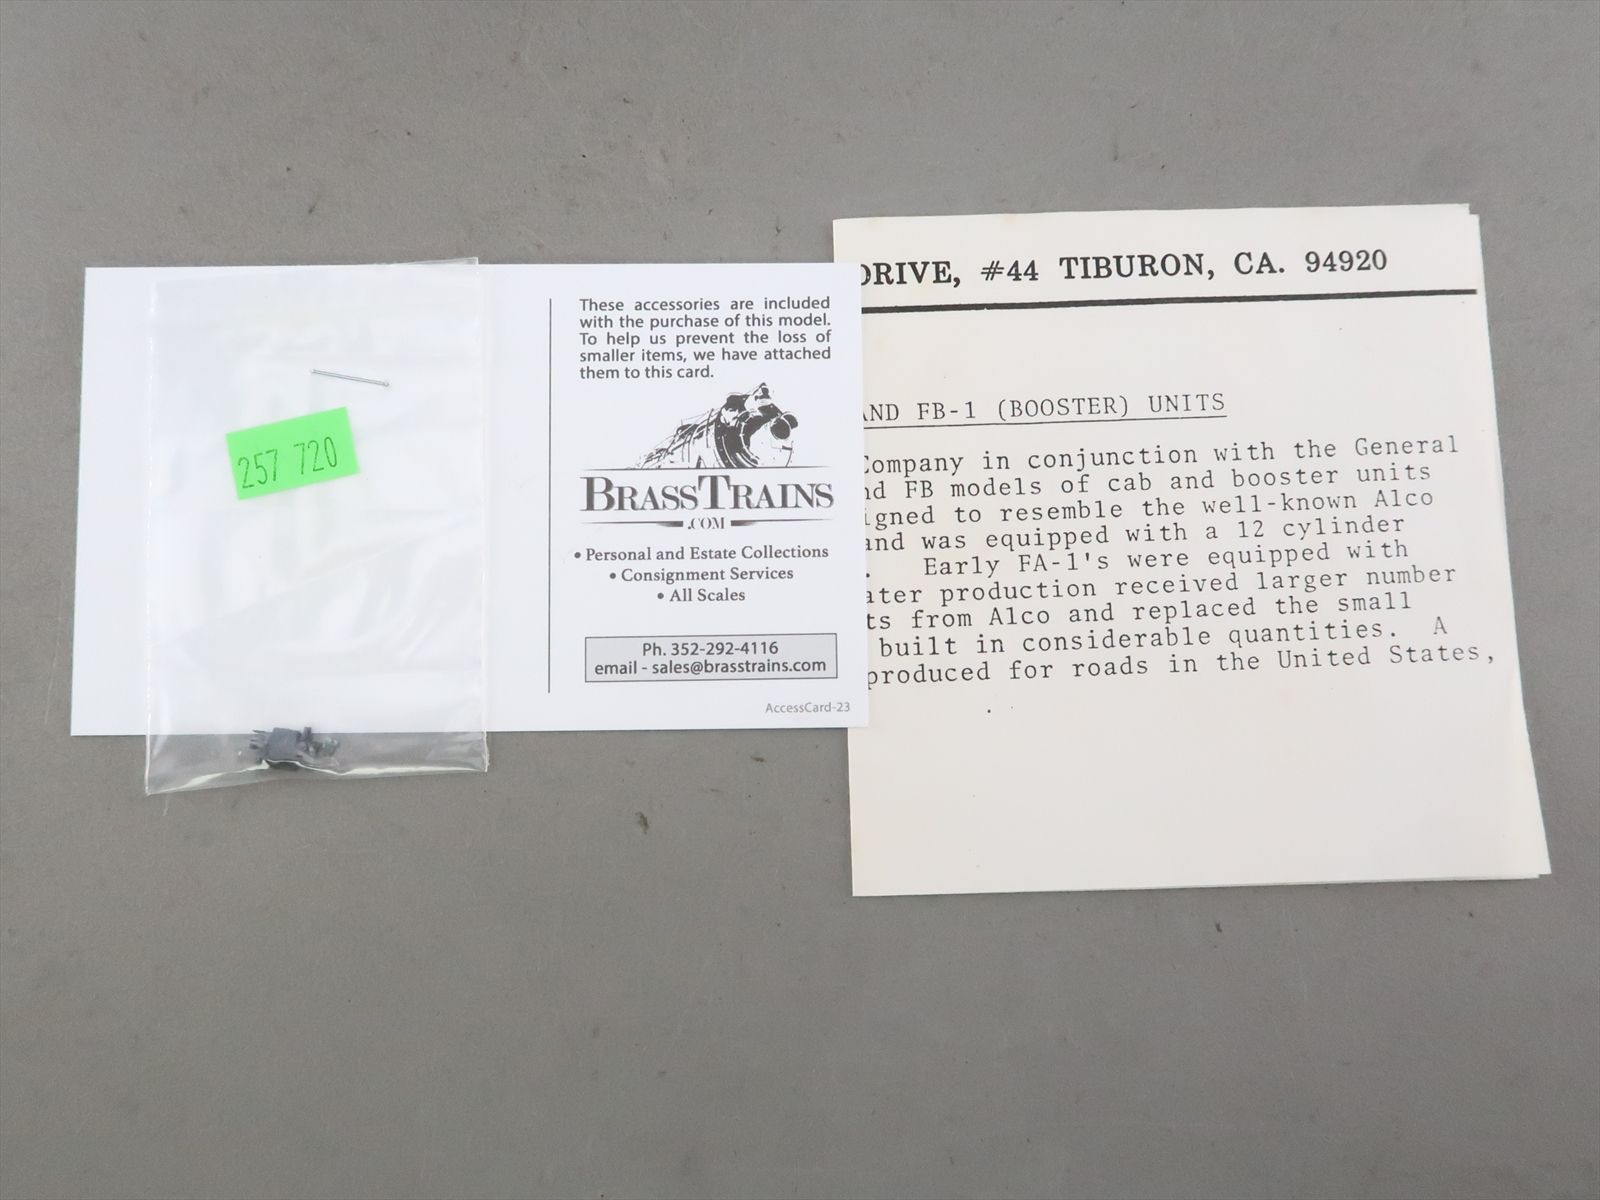 257 720
These accessories are included
with the purchase of this model.
To help us prevent the loss of
smaller items, we have attached
them to this card.
BRASSTRAINS
.COM
• Personal and Estate Collections
• Consignment Services
• All Scales
Ph. 352-292-4116
email - sales@brasstrains.com
AccessCard-23
DRIVE, #44 TIBURON, CA. 94920
AND FB-1 (BOOSTER) UNITS
Company in conjunction with the General
nd FB models of cab and booster units
igned to resemble the well-known Alco
and was equipped with a 12 cylinder
. Early FA-1's were equipped with
ater production received larger number
ts from Alco and replaced the small
built in considerable quantities. A
produced for roads in the United States,